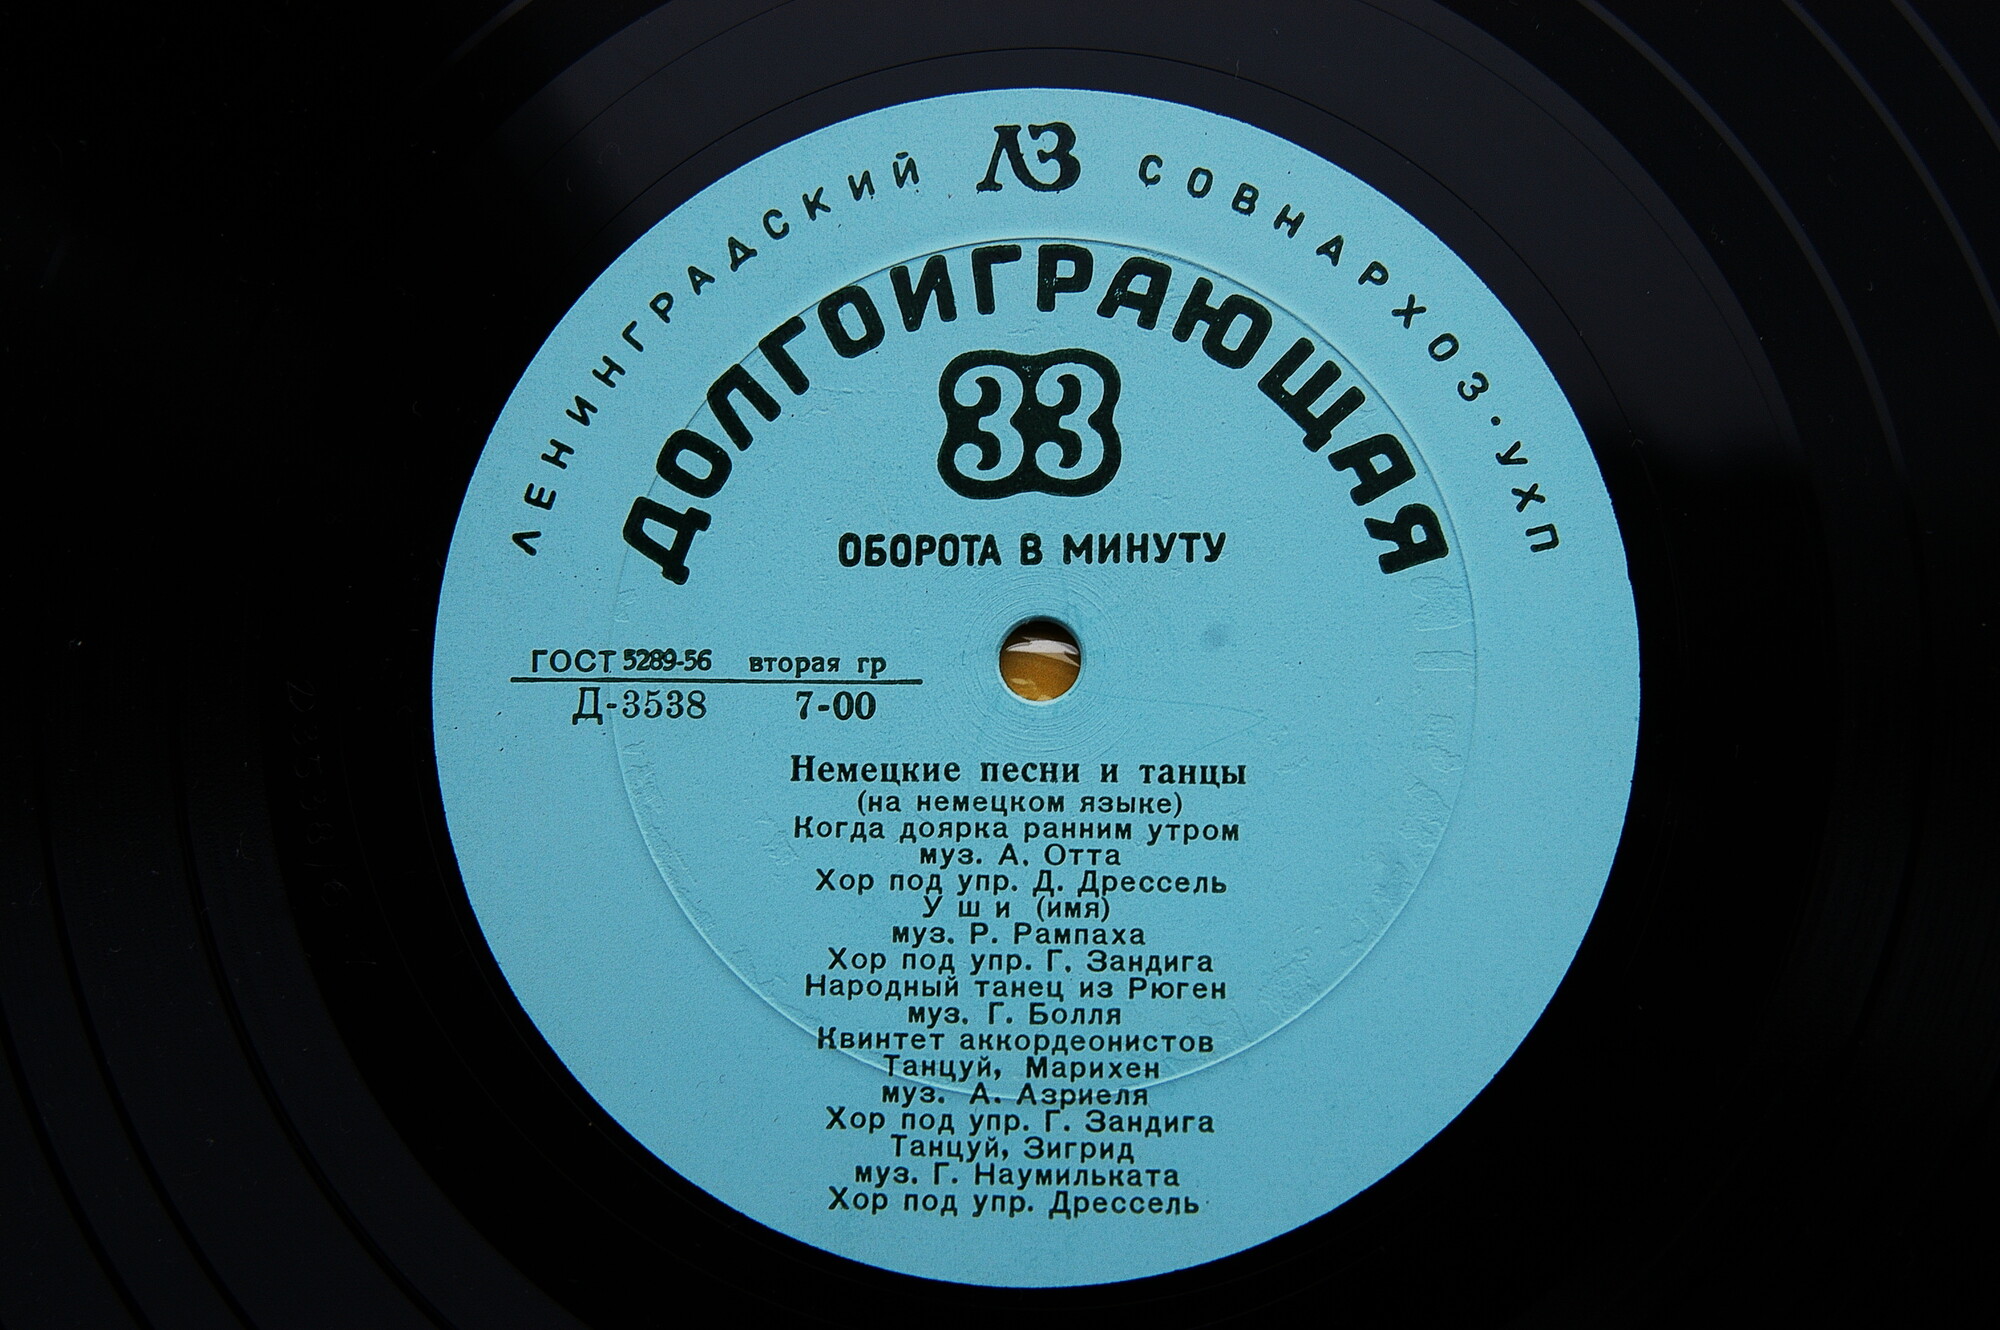 ЛЕНИНГРАДСКИЙ ЛЗ СОВНАРХОЗ·УХП
ДОЛГОИГРАЮЩАЯ
33
ОБОРОТА В МИНУТУ
ГОСТ 5289-56 вторая гр
Д-3538 7-00
Немецкие песни и танцы
(на немецком языке)
Когда доярка ранним утром
муз. А. Отта
Хор под упр. Д. Дрессель
Уши (имя)
муз. Р. Рампаха
Хор под упр. Г. Зандига
Народный танец из Рюген
муз. Г. Болля
Квинтет аккордеонистов
Танцуй, Марихен
муз. А. Азриеля
Хор под упр. Г. Зандига
Танцуй, Зигрид
муз. Г. Наумильката
Хор под упр. Дрессель